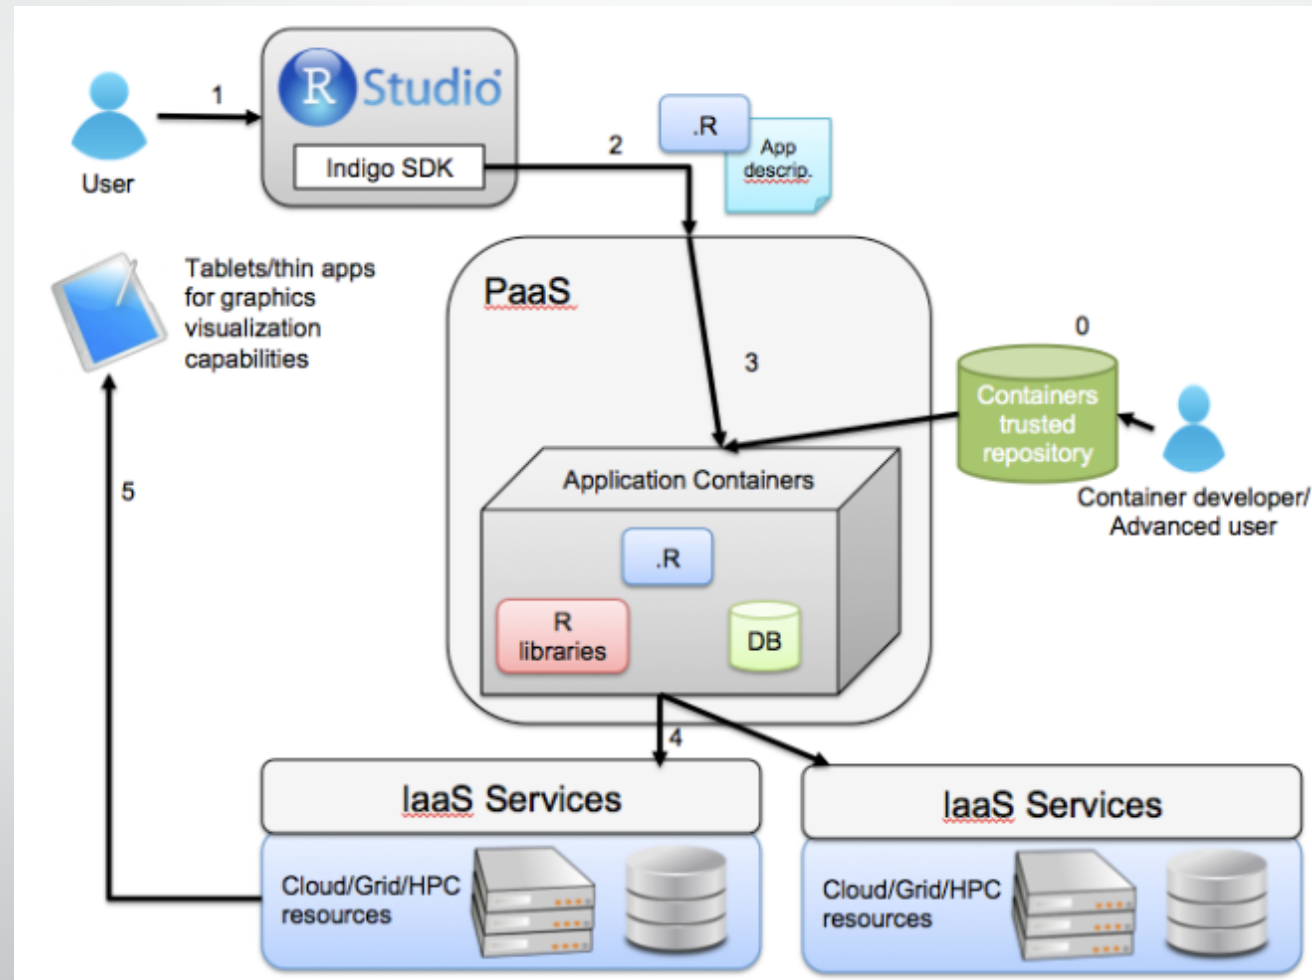 1
R Studio
Indigo SDK
User
2
.R
App
descrip.
Tablets/thin apps
for graphics
visualization
capabilities
PaaS
3
0
Containers
trusted
repository
Container developer/
Advanced user
5
Application Containers
.R
R
libraries
DB
4
IaaS Services
Cloud/Grid/HPC
resources
IaaS Services
Cloud/Grid/HPC
resources